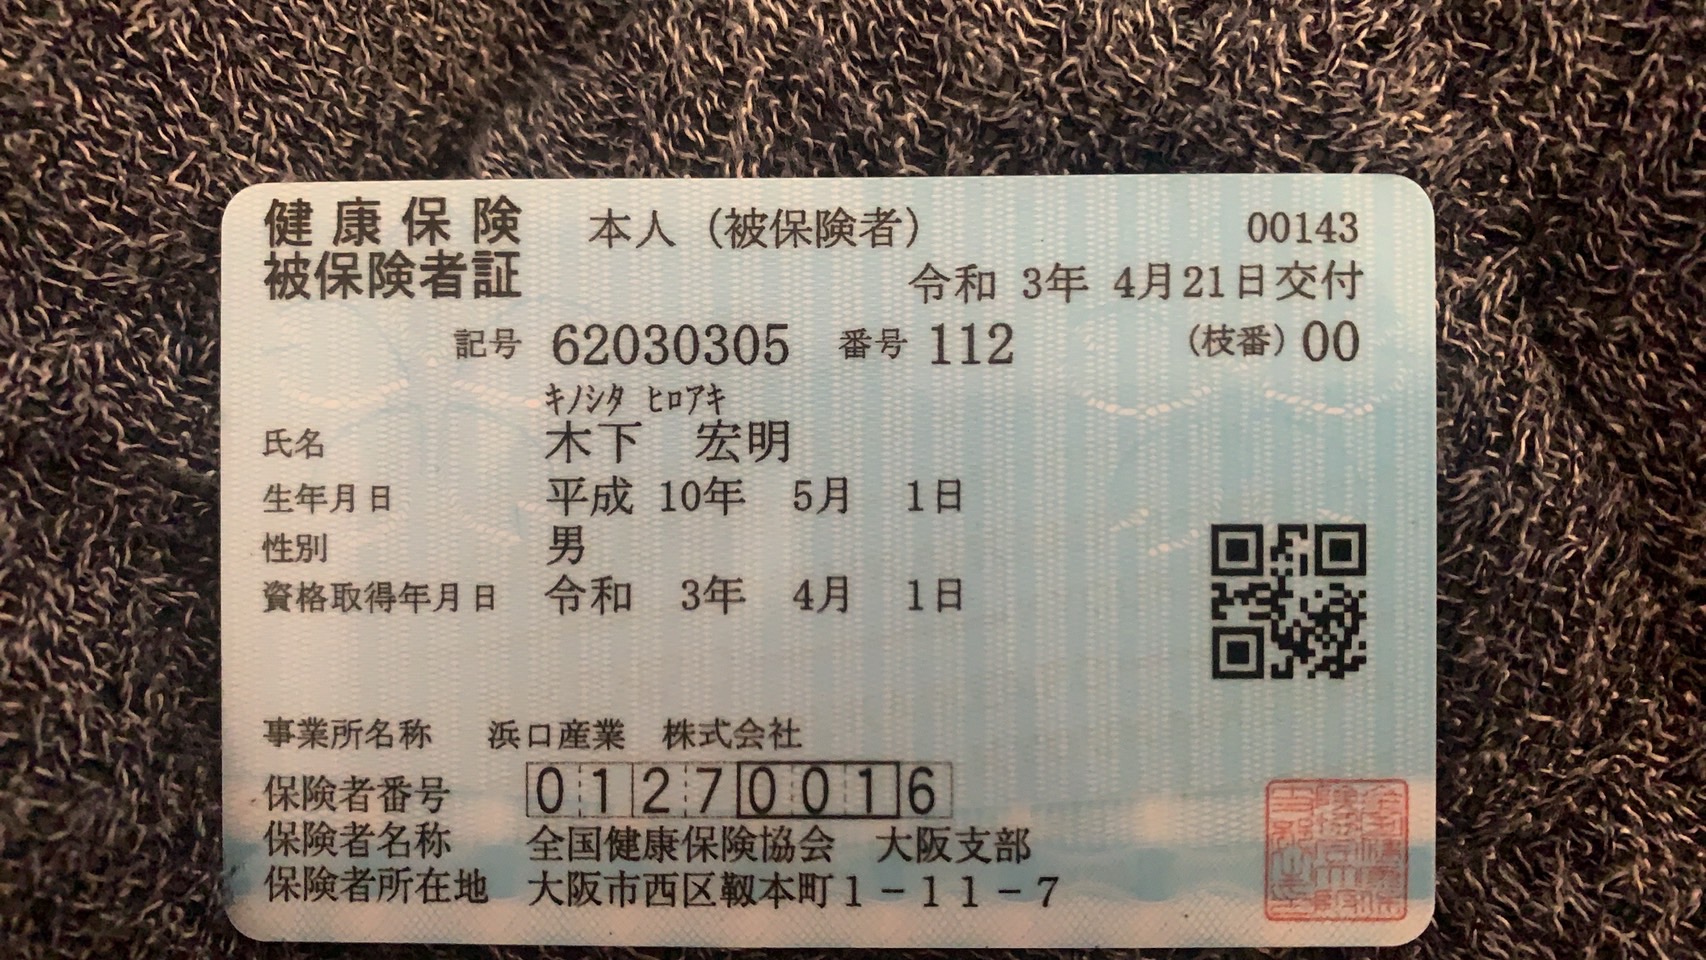 健康保険 本人（被保険者） 00143
被保険者証 令和 3年 4月21日交付
記号 62030305 番号 112 (枝番) 00
ｷﾉｼﾀ ﾋﾛｱｷ
氏名 木下 宏明
生年月日 平成 10年 5月 1日
性別 男
資格取得年月日 令和 3年 4月 1日
事業所名称 浜口産業 株式会社
保険者番号 01270016
保険者名称 全国健康保険協会 大阪支部
保険者所在地 大阪市西区靱本町1－11－7